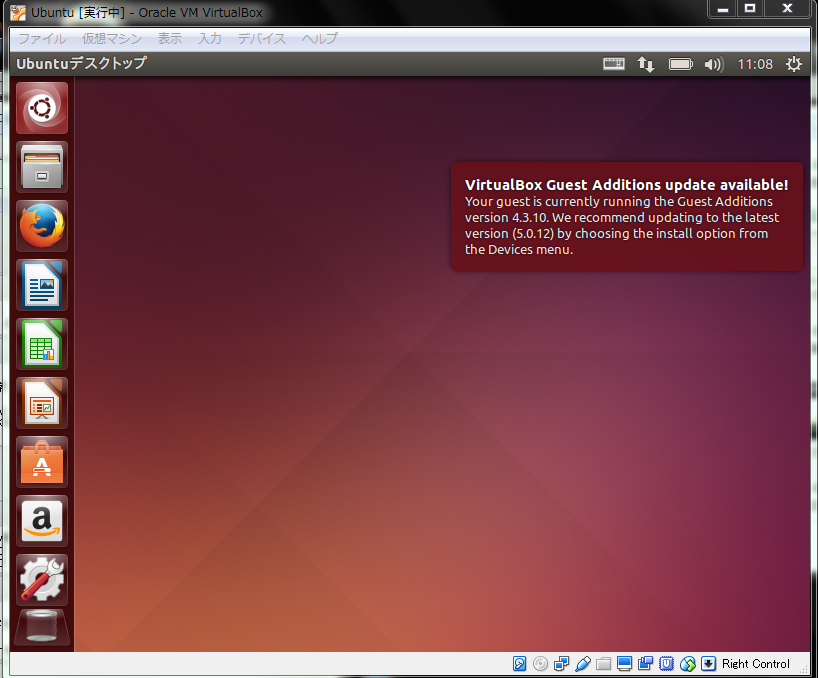 Ubuntu [実行中] - Oracle VM VirtualBox
ファイル 仮想マシン 表示 入力 デバイス ヘルプ
Ubuntuデスクトップ
11:08
VirtualBox Guest Additions update available!
Your guest is currently running the Guest Additions
version 4.3.10. We recommend updating to the latest
version (5.0.12) by choosing the install option from
the Devices menu.
A
a
Right Control